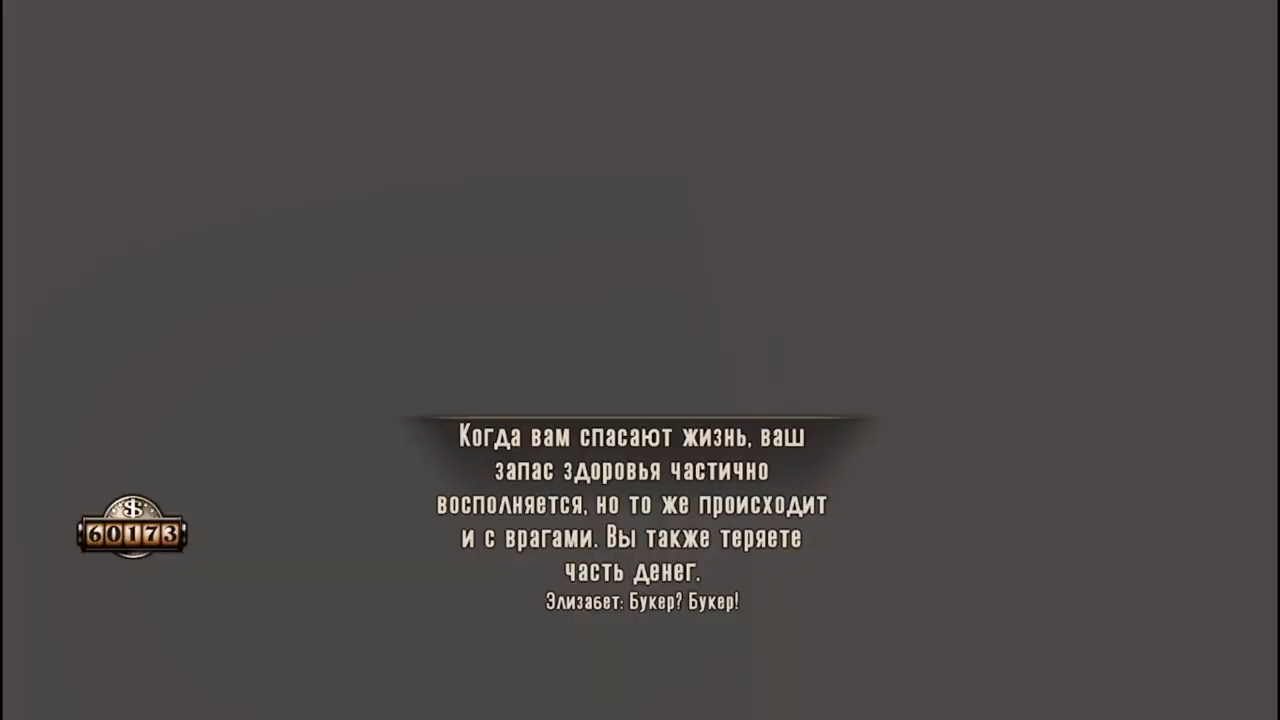 Когда вам спасают жизнь, ваш
запас здоровья частично
восполняется, но то же происходит
и с врагами. Вы также теряете
часть денег.
Элизабет: Букер? Букер!
$
60173